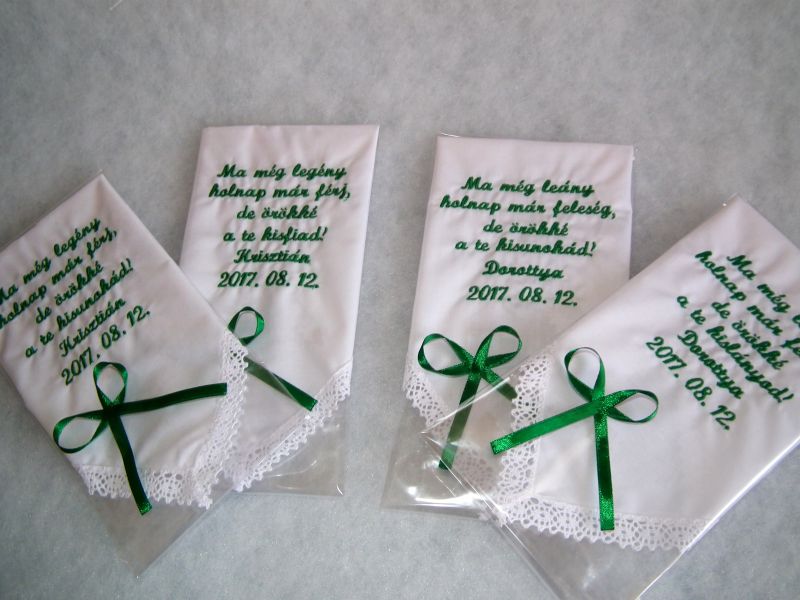 Ma még legény
holnap már férj,
de örökké
a te kisunokád!
Krisztián
2017. 08. 12.
Ma még legény
holnap már férj,
de örökké
a te kisfiad!
Krisztián
2017. 08. 12.
Ma még leány
holnap már feleség,
de örökké
a te kisunokád!
Dorottya
2017. 08. 12.
Ma még
holnap már
de örökké
a te kislányod!
Dorottya
2017. 08. 12.